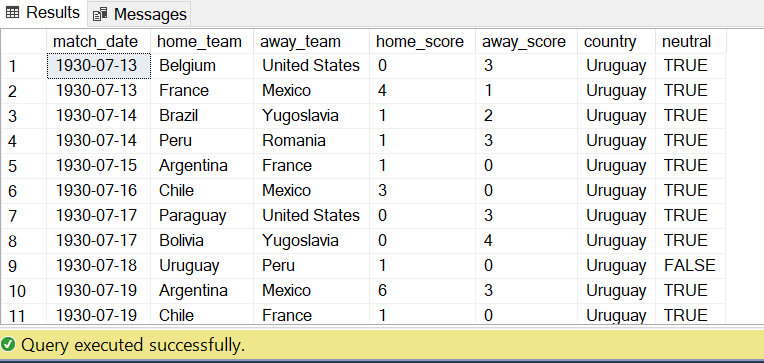 Results Messages
match_date home_team away_team home_score away_score country neutral
1 1930-07-13 Belgium United States 0 3 Uruguay TRUE
2 1930-07-13 France Mexico 4 1 Uruguay TRUE
3 1930-07-14 Brazil Yugoslavia 1 2 Uruguay TRUE
4 1930-07-14 Peru Romania 1 3 Uruguay TRUE
5 1930-07-15 Argentina France 1 0 Uruguay TRUE
6 1930-07-16 Chile Mexico 3 0 Uruguay TRUE
7 1930-07-17 Paraguay United States 0 3 Uruguay TRUE
8 1930-07-17 Bolivia Yugoslavia 0 4 Uruguay TRUE
9 1930-07-18 Uruguay Peru 1 0 Uruguay FALSE
10 1930-07-19 Argentina Mexico 6 3 Uruguay TRUE
11 1930-07-19 Chile France 1 0 Uruguay TRUE
Query executed successfully.